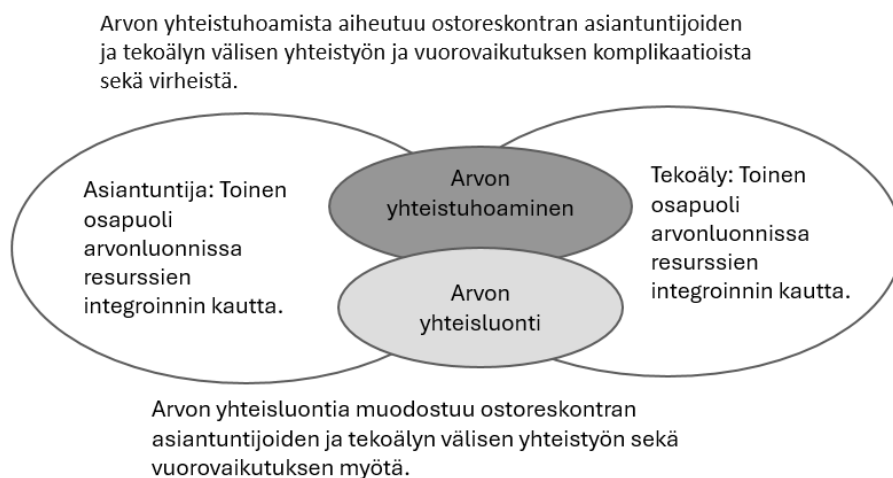 Arvon yhteistuhoamista aiheutuu ostoreskontran asiantuntijoiden
ja tekoälyn välisen yhteistyön ja vuorovaikutuksen komplikaatioista
sekä virheistä.
Asiantuntija: Toinen
osapuoli
arvonluonnissa
resurssien
integroinnin kautta.
Arvon
yhteistuhoaminen
Arvon
yhteisluonti
Tekoäly: Toinen
osapuoli
arvonluonnissa
resurssien
integroinnin kautta.
Arvon yhteisluontia muodostuu ostoreskontran
asiantuntijoiden ja tekoälyn välisen yhteistyön sekä
vuorovaikutuksen myötä.